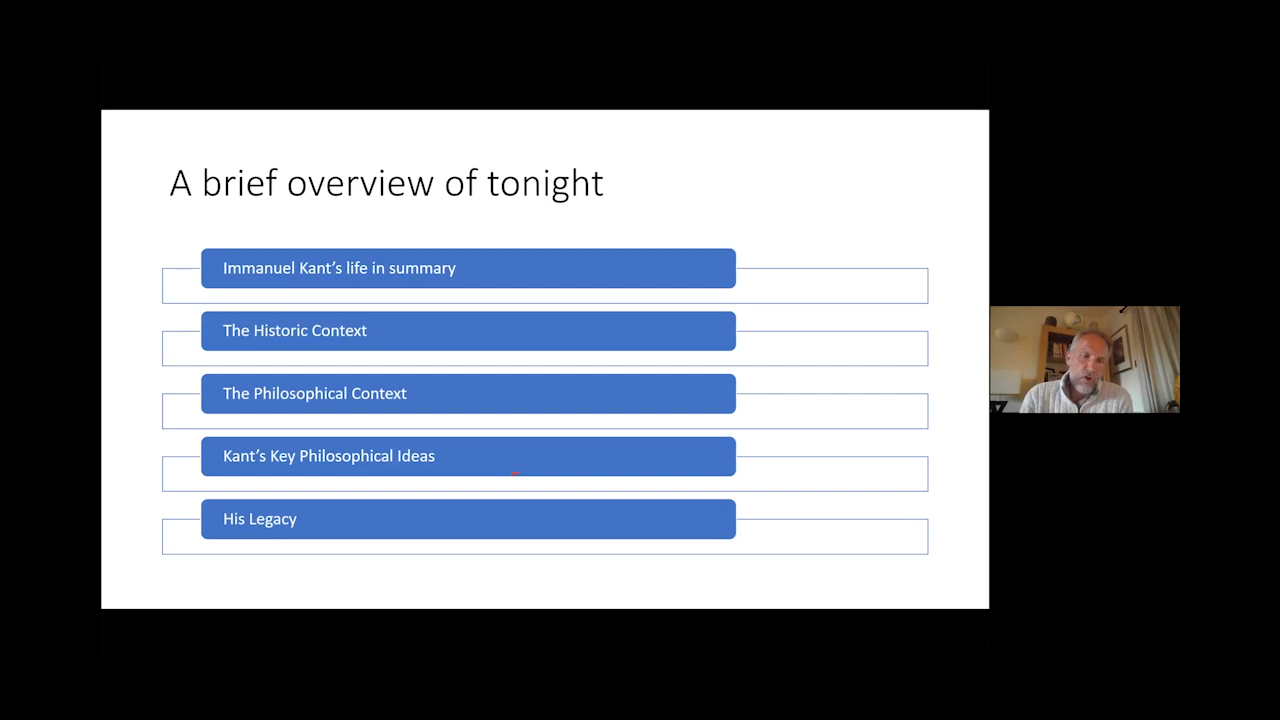 A brief overview of tonight
Immanuel Kant’s life in summary
The Historic Context
The Philosophical Context
Kant’s Key Philosophical Ideas
His Legacy